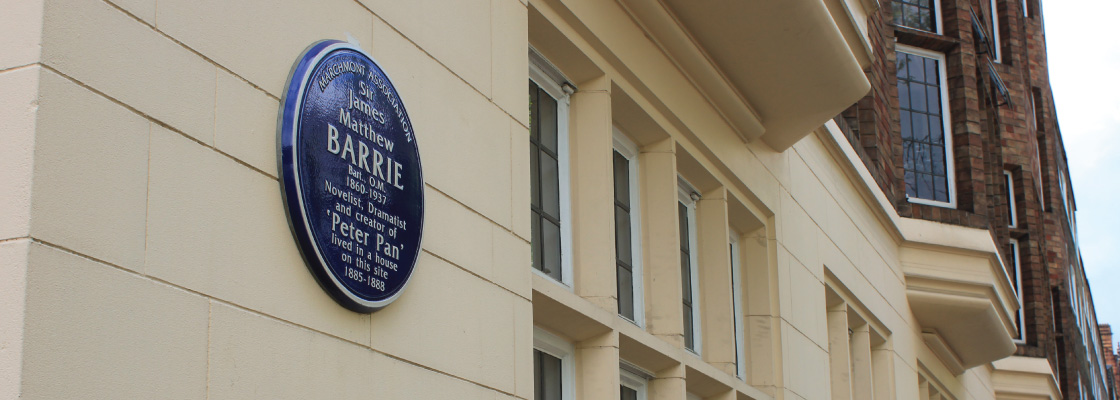 MARCHMONT ASSOCIATION
Sir
James
Matthew
BARRIE
Bart., O.M.
1860-1937
Novelist, Dramatist
and creator of
'Peter Pan'
lived in a house
on this site
1885-1888